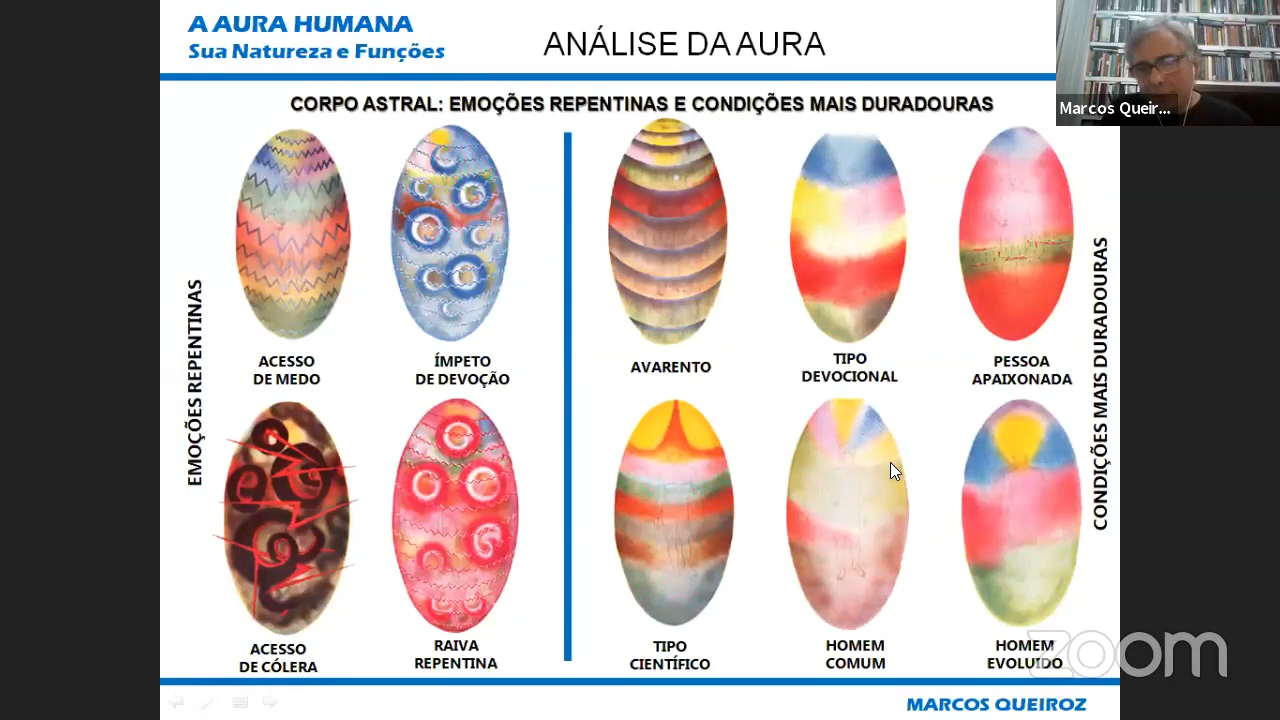 A AURA HUMANA
Sua Natureza e Funções
ANÁLISE DA AURA
Marcos Queir...
CORPO ASTRAL: EMOÇÕES REPENTINAS E CONDIÇÕES MAIS DURADOURAS
EMOÇÕES REPENTINAS
ACESSO
DE MEDO
ÍMPETO
DE DEVOÇÃO
AVARENTO
TIPO
DEVOCIONAL
PESSOA
APAIXONADA
ACESSO
DE CÓLERA
RAIVA
REPENTINA
TIPO
CIENTÍFICO
HOMEM
COMUM
HOMEM
EVOLUIDO
CONDIÇÕES MAIS DURADOURAS
zoom
MARCOS QUEIROZ